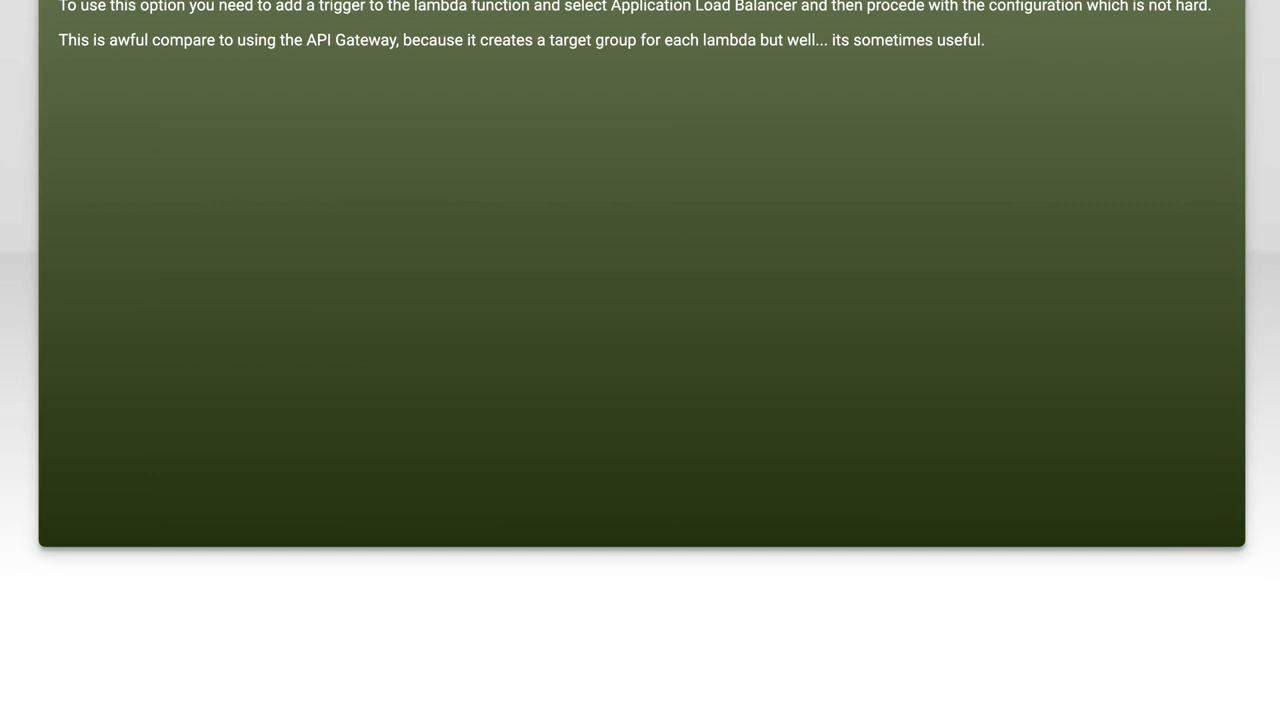 To use this option you need to add a trigger to the lambda function and select Application Load Balancer and then procede with the configuration which is not hard.
This is awful compare to using the API Gateway, because it creates a target group for each lambda but well... its sometimes useful.